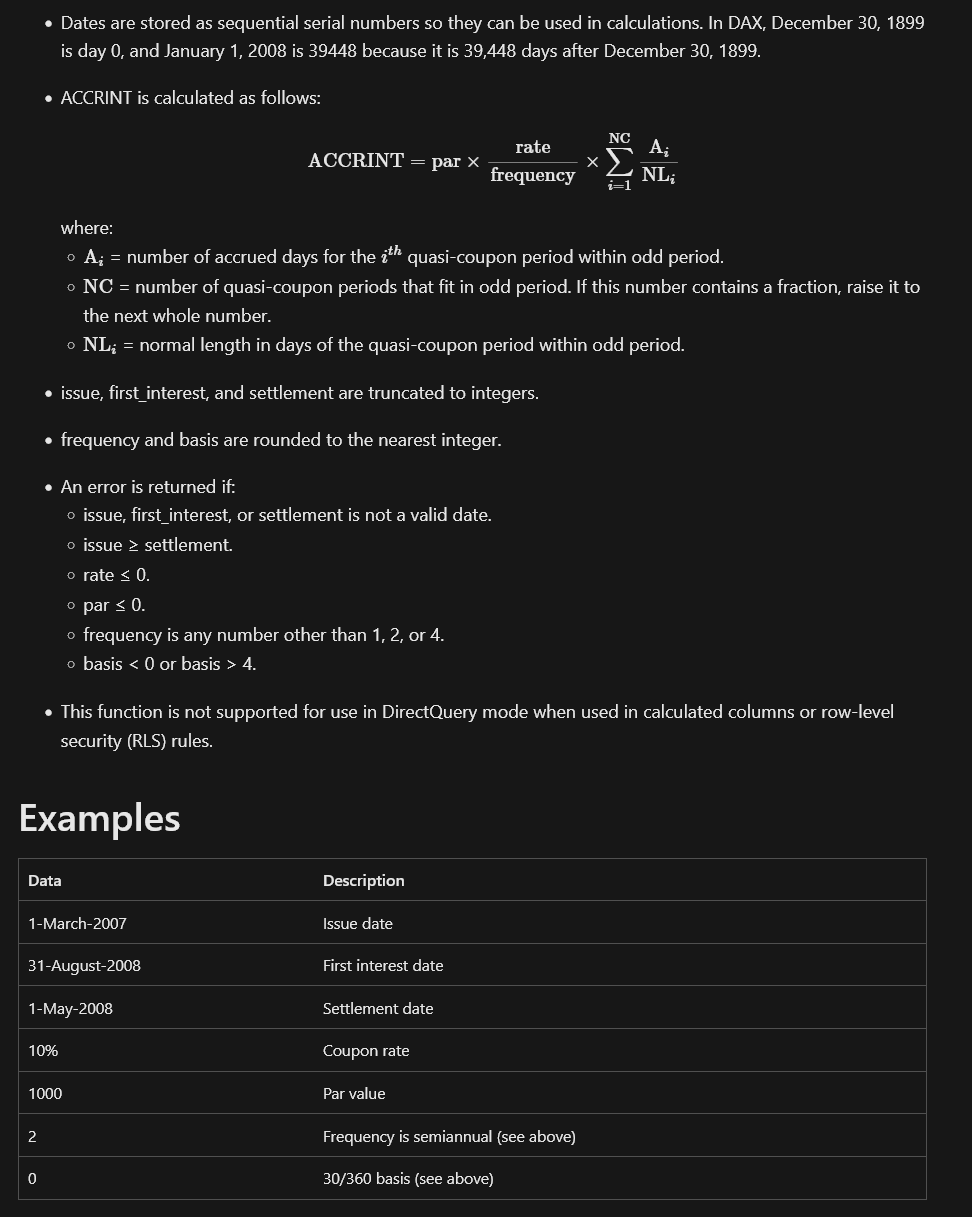 • Dates are stored as sequential serial numbers so they can be used in calculations. In DAX, December 30, 1899
is day 0, and January 1, 2008 is 39448 because it is 39,448 days after December 30, 1899.
• ACCRINT is calculated as follows:
ACCRINT = par × rate/frequency × ∑_{i=1}^{NC} A_i/NL_i
where:
◦ A_i = number of accrued days for the i^th quasi-coupon period within odd period.
◦ NC = number of quasi-coupon periods that fit in odd period. If this number contains a fraction, raise it to
the next whole number.
◦ NL_i = normal length in days of the quasi-coupon period within odd period.
• issue, first_interest, and settlement are truncated to integers.
• frequency and basis are rounded to the nearest integer.
• An error is returned if:
◦ issue, first_interest, or settlement is not a valid date.
◦ issue ≥ settlement.
◦ rate ≤ 0.
◦ par ≤ 0.
◦ frequency is any number other than 1, 2, or 4.
◦ basis < 0 or basis > 4.
• This function is not supported for use in DirectQuery mode when used in calculated columns or row-level
security (RLS) rules.
Examples
Data Description
1-March-2007 Issue date
31-August-2008 First interest date
1-May-2008 Settlement date
10% Coupon rate
1000 Par value
2 Frequency is semiannual (see above)
0 30/360 basis (see above)